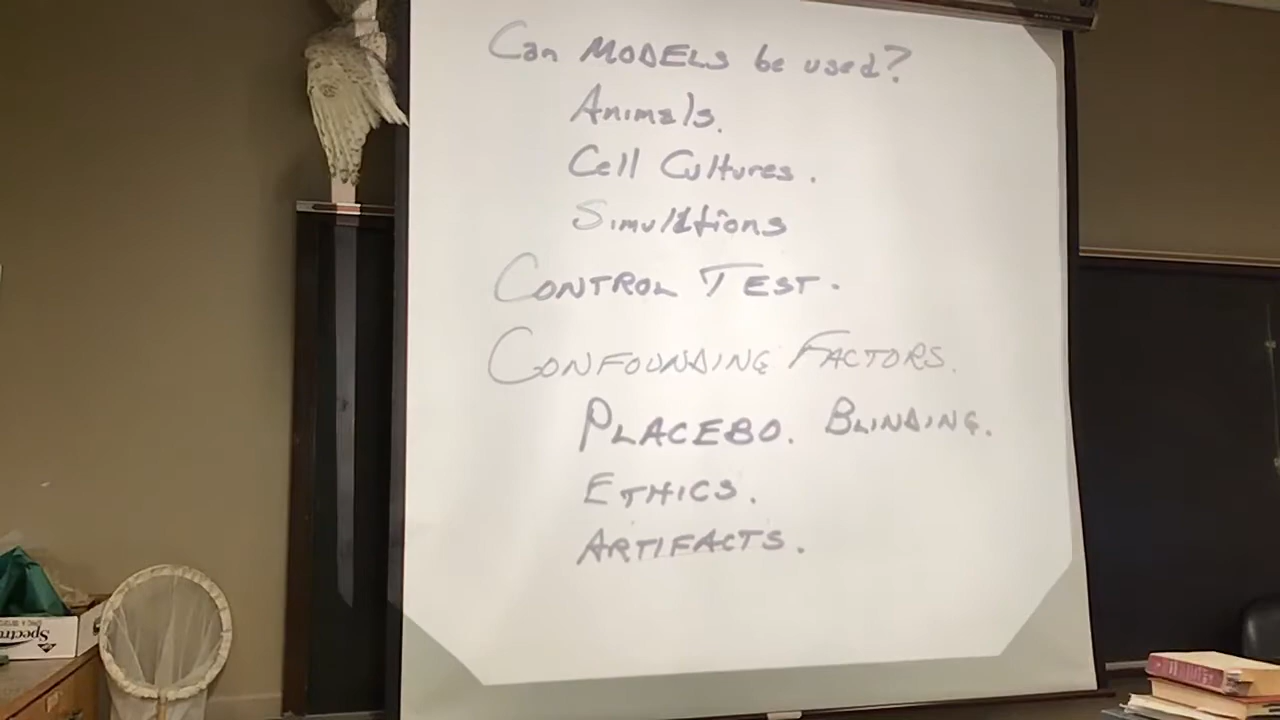 Can MODELS be used?
Animals.
Cell Cultures.
Simulations
CONTROL TEST.
CONFOUNDING FACTORS.
PLACEBO. BLINDING.
ETHICS.
ARTIFACTS.